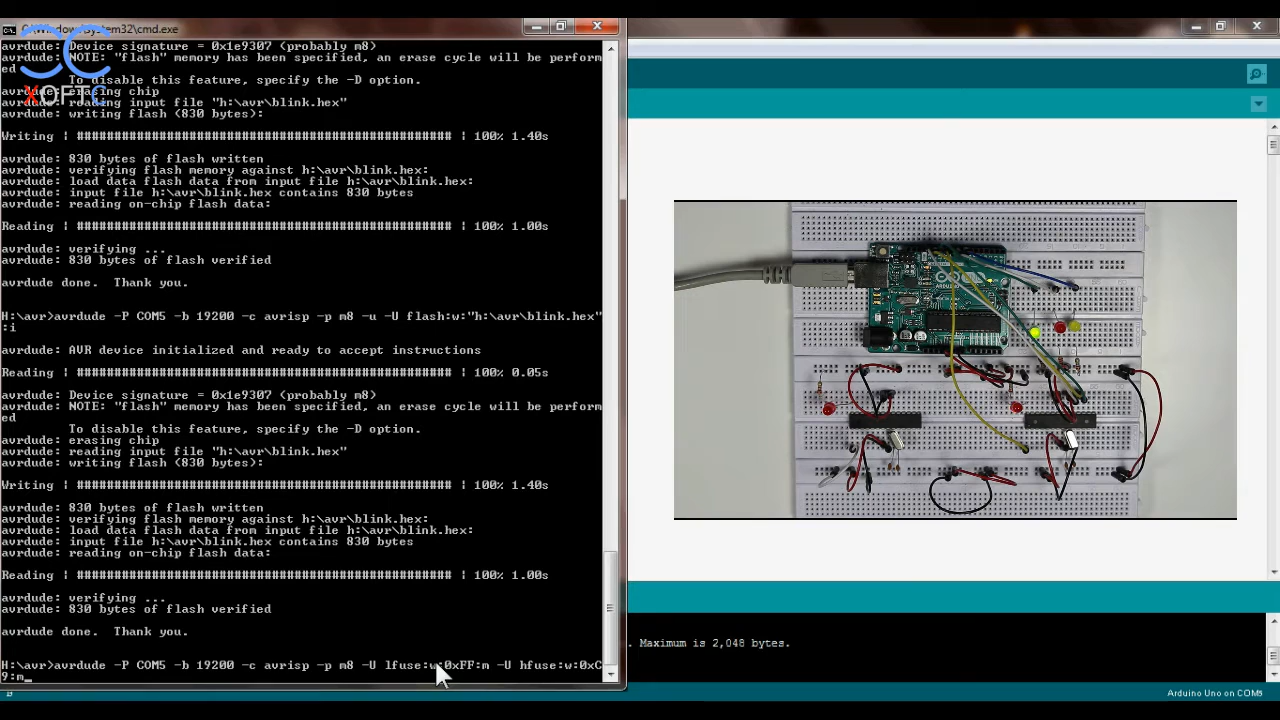 C:\Windows\System32\cmd.exe
XOFTC
avrdude: Device signature = 0x1e9307 (probably m8)
avrdude: NOTE: "flash" memory has been specified, an erase cycle will be perform
ed
To disable this feature, specify the -D option.
avrdude: erasing chip
avrdude: reading input file "h:\avr\blink.hex"
avrdude: writing flash (830 bytes):
Writing | ################################################## | 100% 1.40s
avrdude: 830 bytes of flash written
avrdude: verifying flash memory against h:\avr\blink.hex:
avrdude: load data flash data from input file h:\avr\blink.hex:
avrdude: input file h:\avr\blink.hex contains 830 bytes
avrdude: reading on-chip flash data:
Reading | ################################################## | 100% 1.00s
avrdude: verifying ...
avrdude: 830 bytes of flash verified
avrdude done.  Thank you.
H:\avr>avrdude -P COM5 -b 19200 -c avrisp -p m8 -u -U flash:w:"h:\avr\blink.hex"
:i
avrdude: AVR device initialized and ready to accept instructions
Reading | ################################################## | 100% 0.05s
avrdude: Device signature = 0x1e9307 (probably m8)
avrdude: NOTE: "flash" memory has been specified, an erase cycle will be perform
ed
To disable this feature, specify the -D option.
avrdude: erasing chip
avrdude: reading input file "h:\avr\blink.hex"
avrdude: writing flash (830 bytes):
Writing | ################################################## | 100% 1.40s
avrdude: 830 bytes of flash written
avrdude: verifying flash memory against h:\avr\blink.hex:
avrdude: load data flash data from input file h:\avr\blink.hex:
avrdude: input file h:\avr\blink.hex contains 830 bytes
avrdude: reading on-chip flash data:
Reading | ################################################## | 100% 1.00s
avrdude: verifying ...
avrdude: 830 bytes of flash verified
avrdude done.  Thank you.
H:\avr>avrdude -P COM5 -b 19200 -c avrisp -p m8 -U lfuse:w:0xFF:m -U hfuse:w:0xC
9:m_
. Maximum is 2,048 bytes.
Arduino Uno on COM5